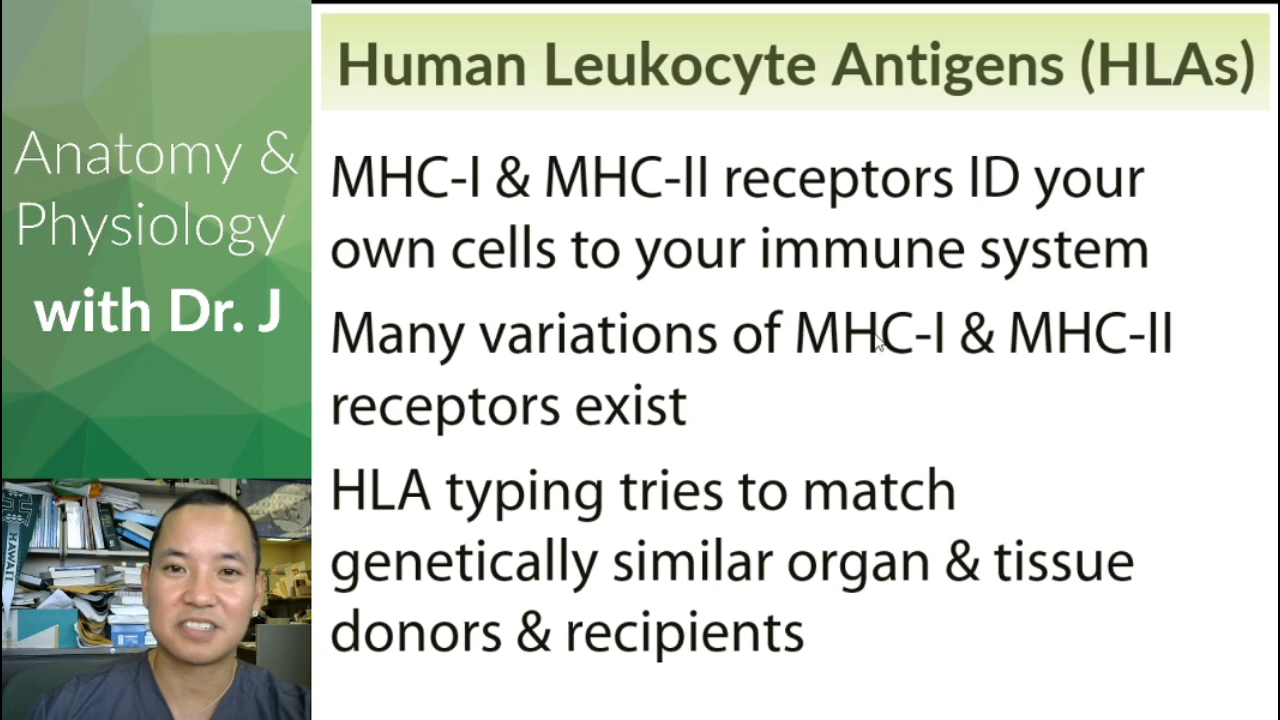 Anatomy &
Physiology
with Dr. J
Human Leukocyte Antigens (HLAs)
MHC-I & MHC-II receptors ID your
own cells to your immune system
Many variations of MHC-I & MHC-II
receptors exist
HLA typing tries to match
genetically similar organ & tissue
donors & recipients
HAWAII